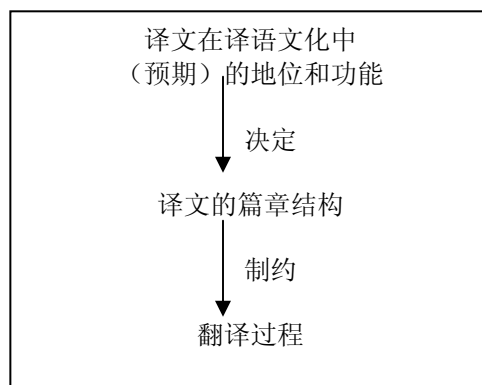 译文在译语文化中
（预期）的地位和功能
决定
译文的篇章结构
制约
翻译过程